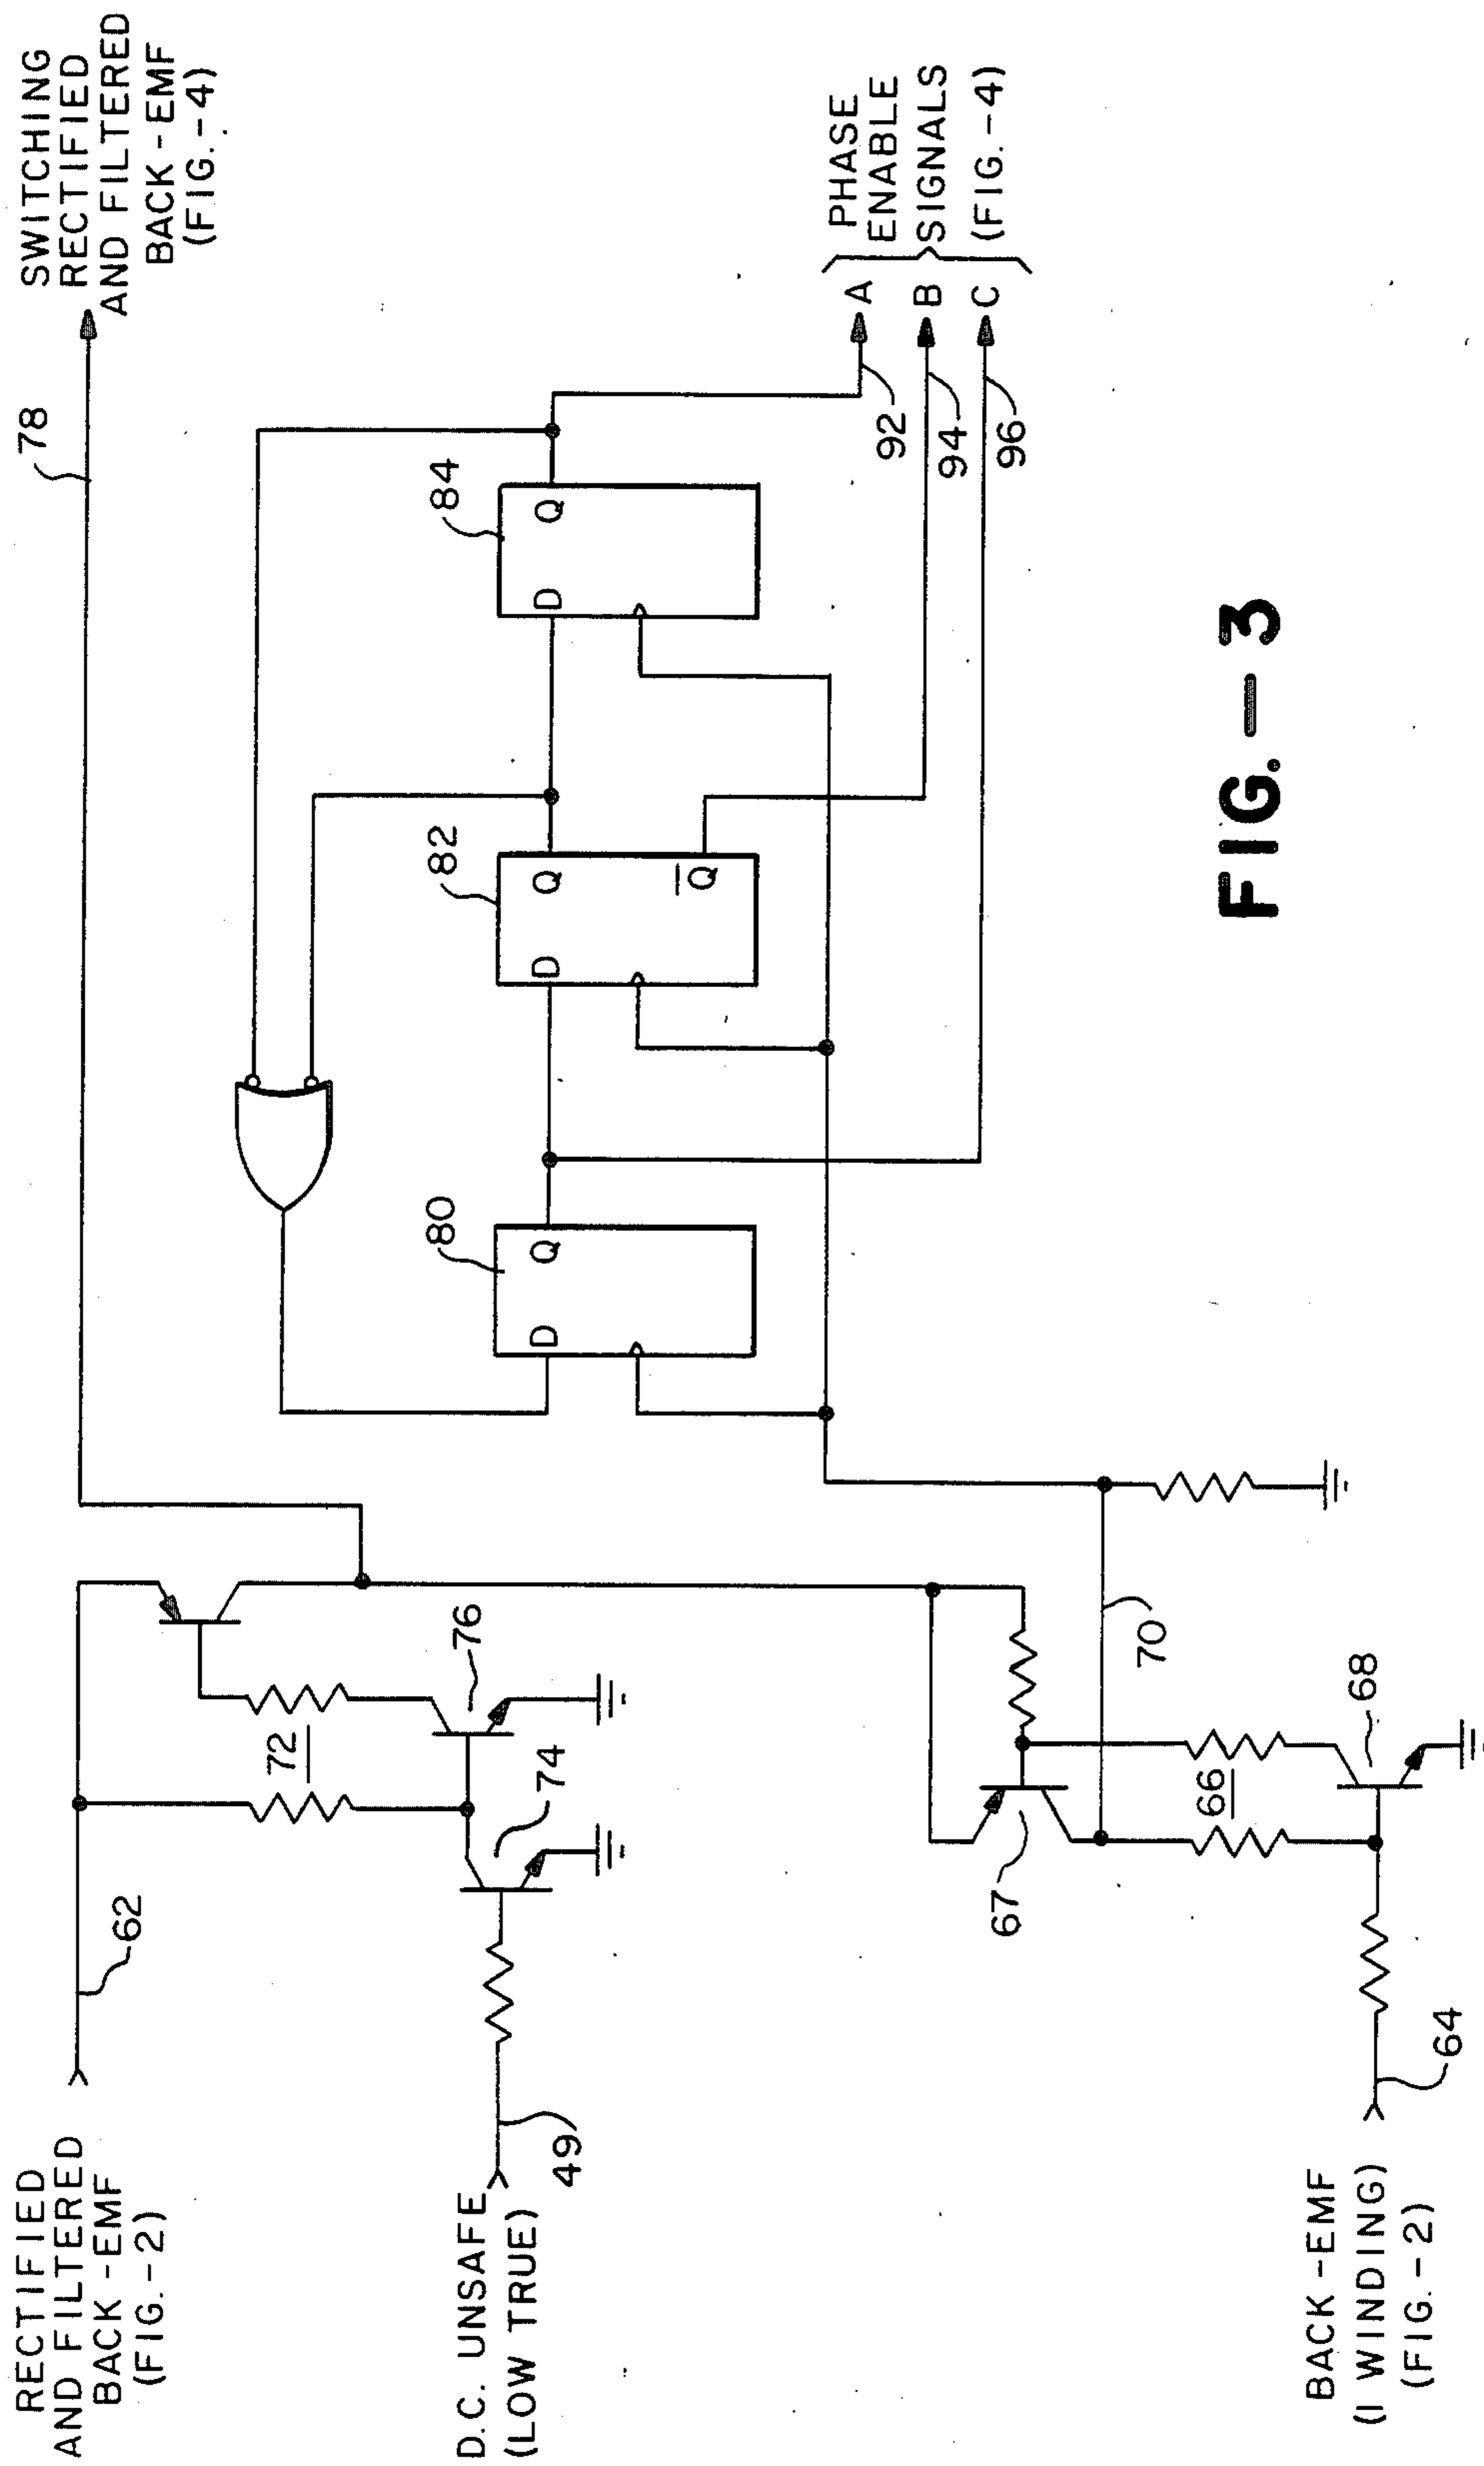 SWITCHING
RECTIFIED
AND FILTERED
BACK-EMF
(FIG.-4)
78
RECTIFIED
AND FILTERED
BACK-EMF
(FIG.-2)
62
72
76
74
D.C. UNSAFE
(LOW TRUE)
49
80
D
Q
82
D
Q
Q̅
84
D
Q
PHASE
ENABLE
SIGNALS
(FIG.-4)
A
B
C
92
94
96
67
70
66
68
BACK-EMF
(1 WINDING)
(FIG.-2)
64
FIG.-3